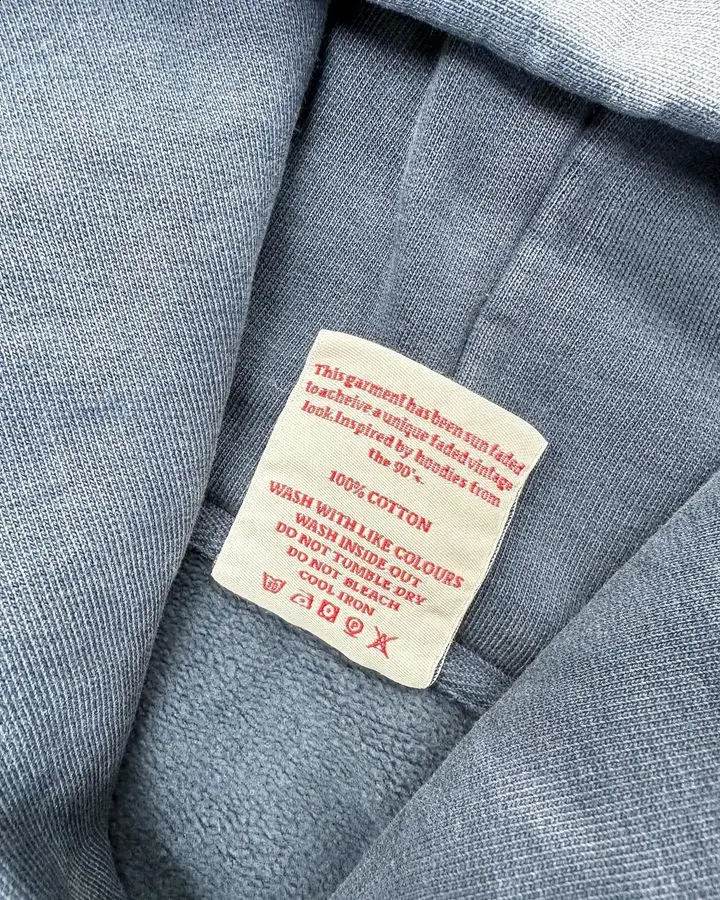 This garment has been sun faded
toacheive a unique faded vintage
look.Inspired by hoodies from
the 90's.
100% COTTON
WASH WITH LIKE COLOURS
WASH INSIDE OUT
DO NOT TUMBLE DRY
DO NOT BLEACH
COOL IRON
30 P